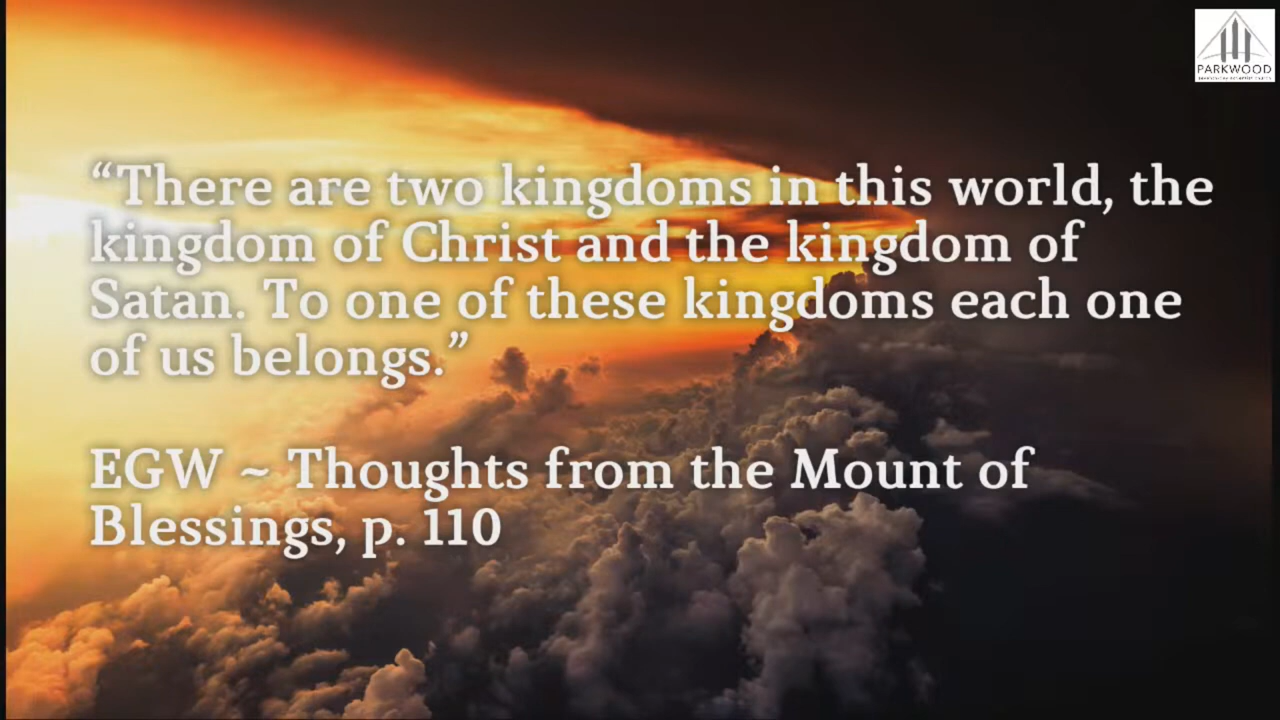 PARKWOOD
“There are two kingdoms in this world, the
kingdom of Christ and the kingdom of
Satan. To one of these kingdoms each one
of us belongs.”
EGW ~ Thoughts from the Mount of
Blessings, p. 110